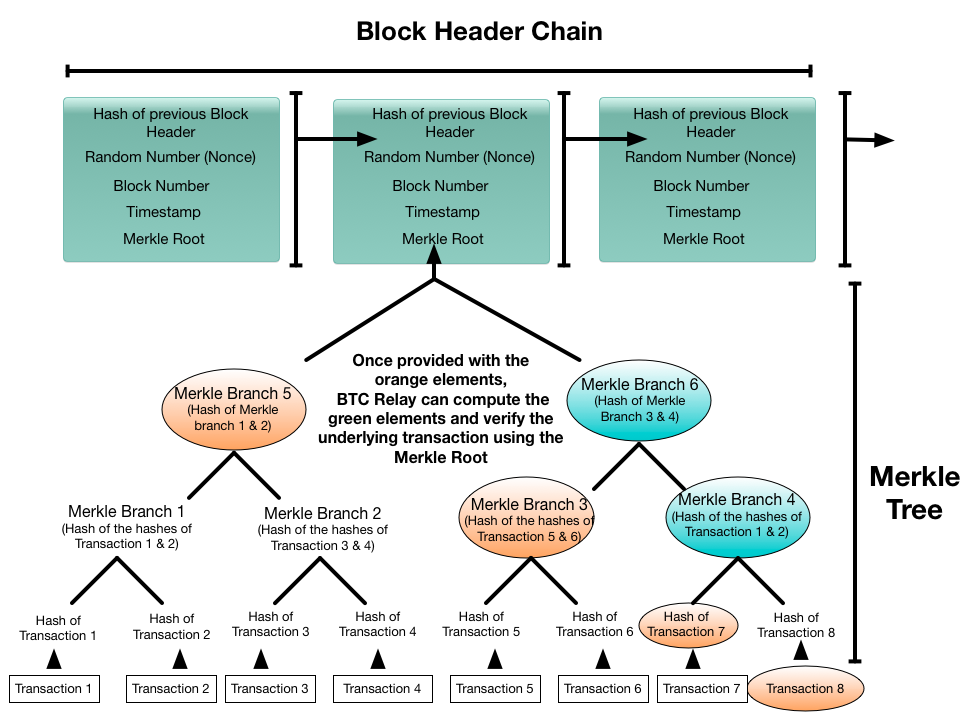 Block Header Chain
Hash of previous Block
Header
Random Number (Nonce)
Block Number
Timestamp
Merkle Root
Hash of previous Block
Header
Random Number (Nonce)
Block Number
Timestamp
Merkle Root
Hash of previous Block
Header
Random Number (Nonce)
Block Number
Timestamp
Merkle Root
Once provided with the
orange elements,
BTC Relay can compute the
green elements and verify the
underlying transaction using the
Merkle Root
Merkle Branch 5
(Hash of Merkle
branch 1 & 2)
Merkle Branch 6
(Hash of Merkle
Branch 3 & 4)
Merkle
Tree
Merkle Branch 1
(Hash of the hashes of
Transaction 1 & 2)
Merkle Branch 2
(Hash of the hashes of
Transaction 3 & 4)
Merkle Branch 3
(Hash of the hashes of
Transaction 5 & 6)
Merkle Branch 4
(Hash of the hashes of
Transaction 1 & 2)
Hash of
Transaction 1
Hash of
Transaction 2
Hash of
Transaction 3
Hash of
Transaction 4
Hash of
Transaction 5
Hash of
Transaction 6
Hash of
Transaction 7
Hash of
Transaction 8
Transaction 1
Transaction 2
Transaction 3
Transaction 4
Transaction 5
Transaction 6
Transaction 7
Transaction 8